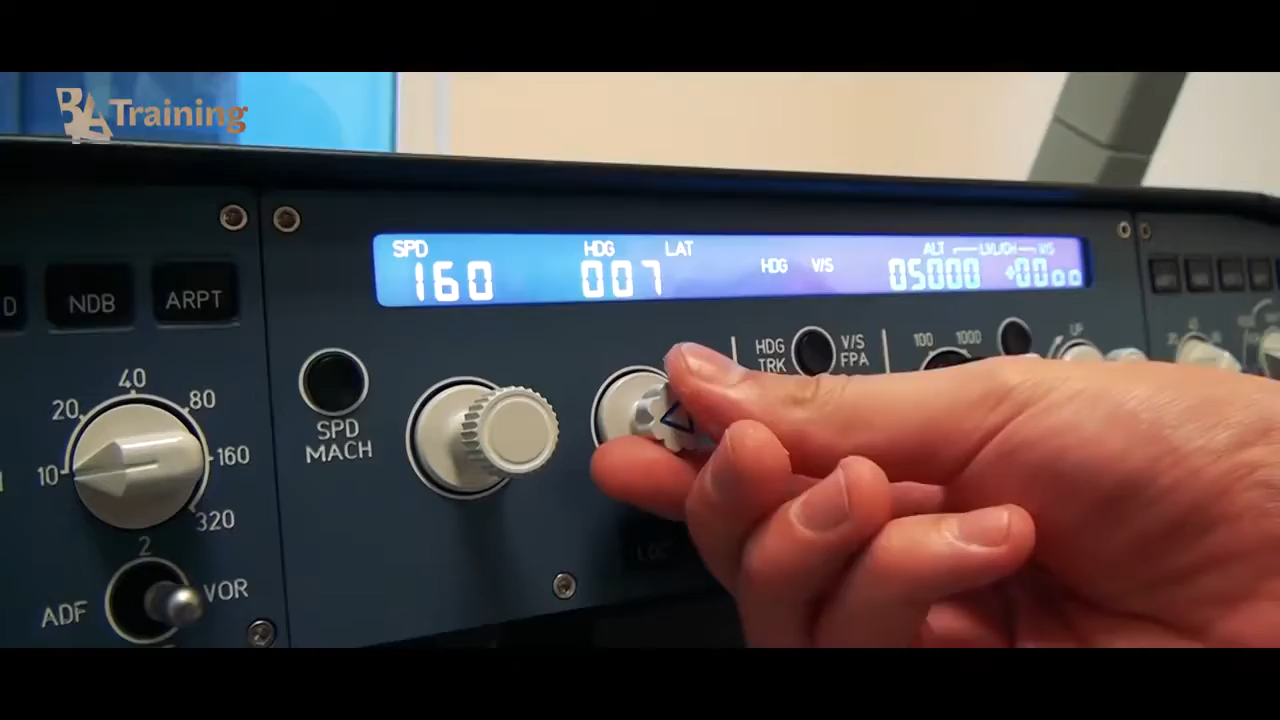 BAA Training
SPD HDG LAT HDG V/S ALT LVL/CH V/S
160 007 05000 +00oo
D NDB ARPT
HDG V/S 100 1000 UP
TRK FPA
SPD
MACH
10 20 40 80 160 320
LOC
2
ADF VOR